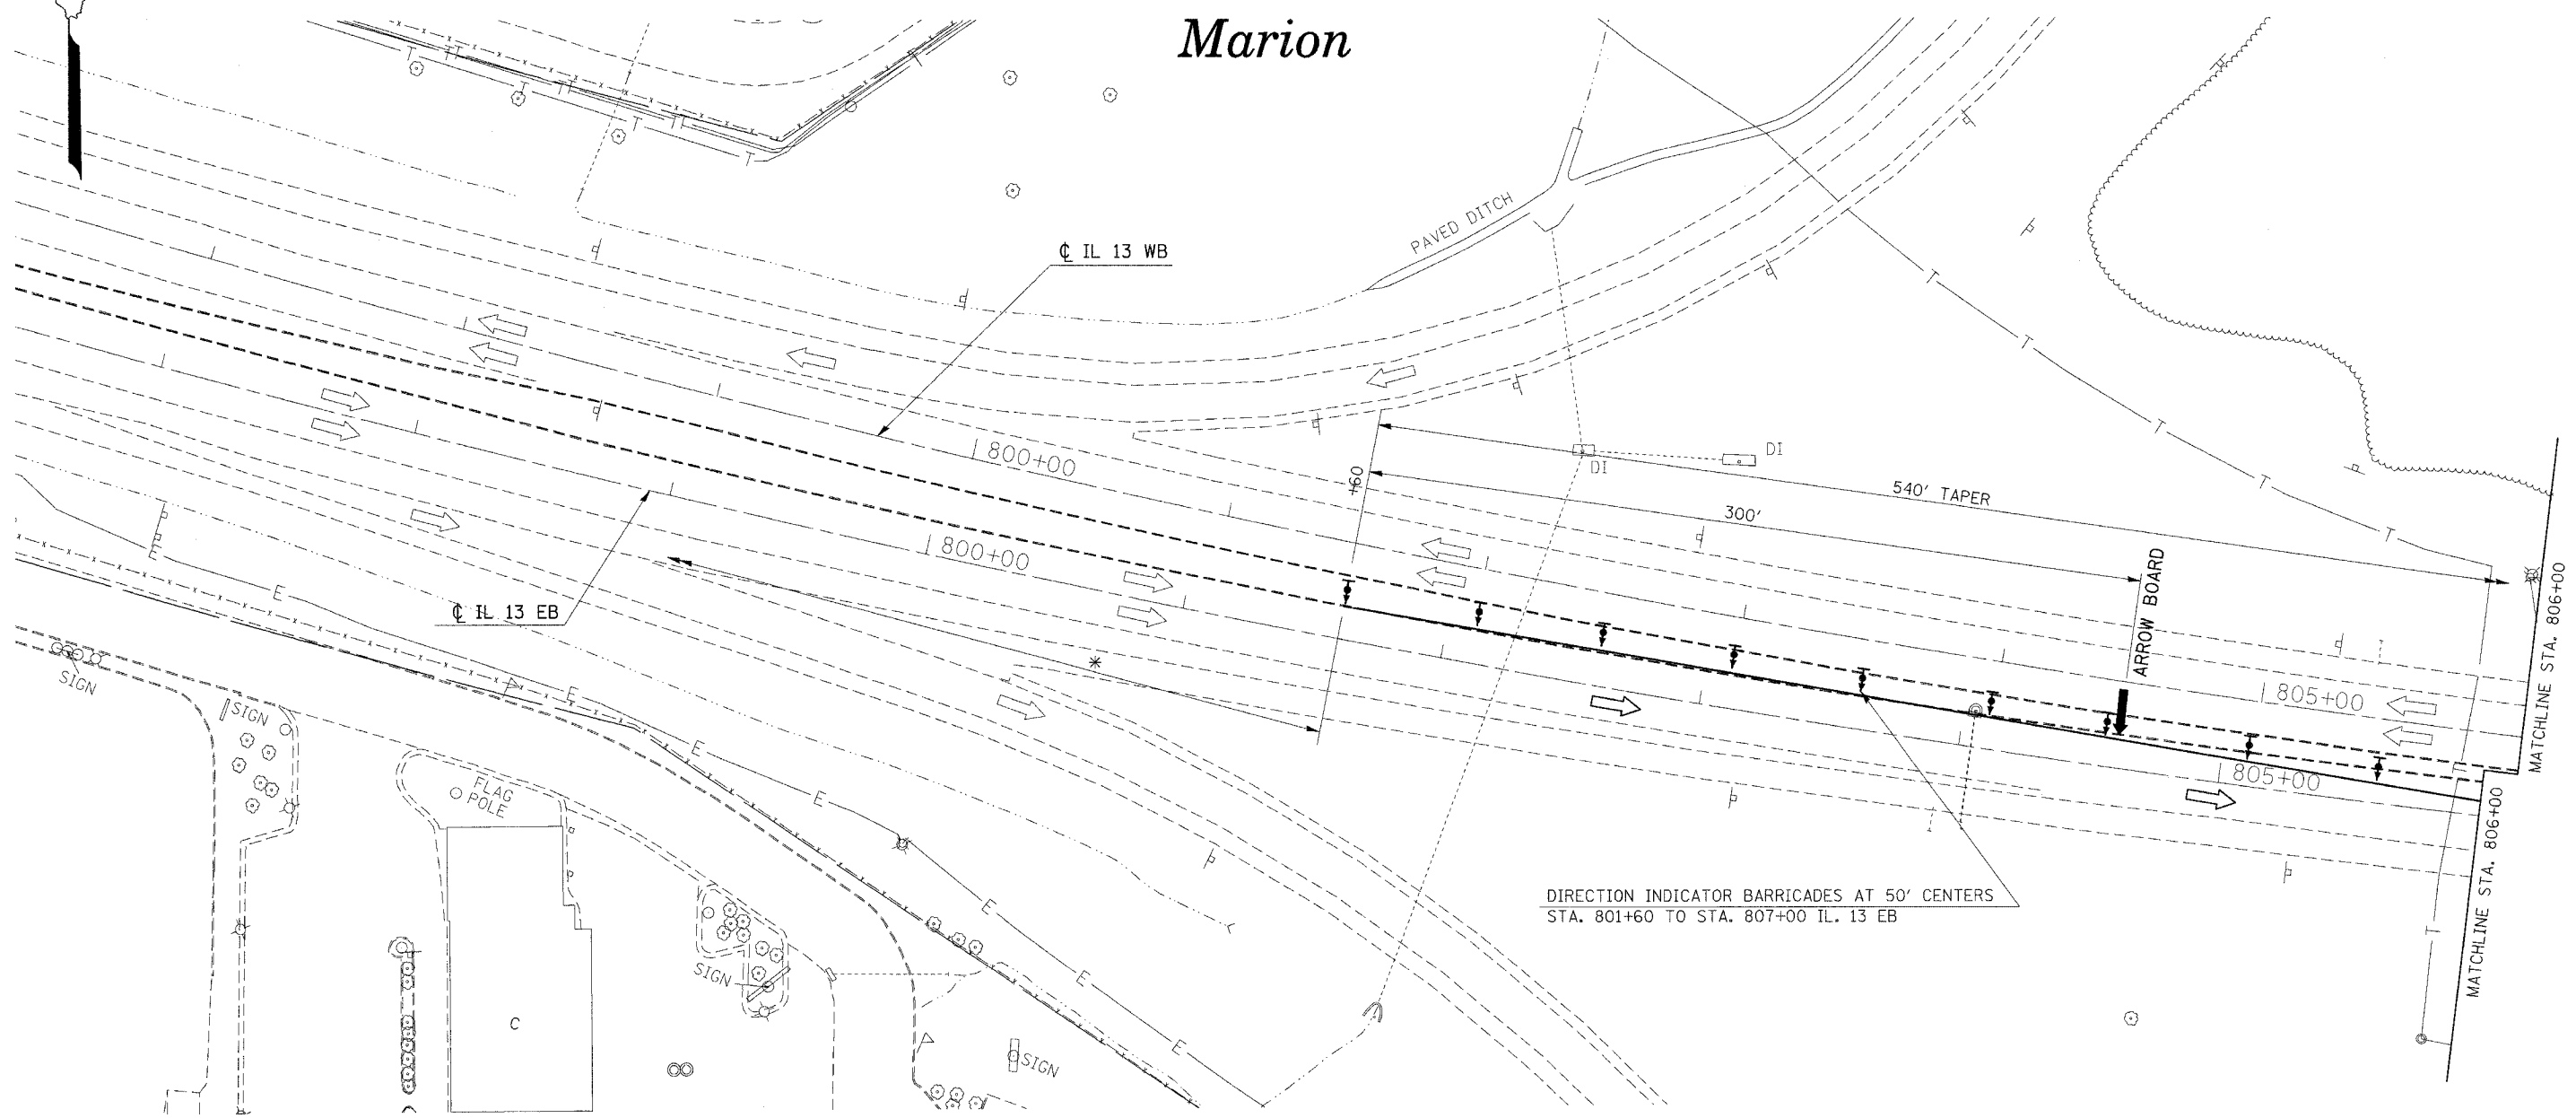 Marion
PAVED DITCH
℄ IL 13 WB
800+00
DI
DI
+60
540' TAPER
300'
800+00
ARROW BOARD
MATCHLINE STA. 806+00
℄ IL 13 EB
*
805+00
805+00
MATCHLINE STA. 806+00
SIGN
SIGN
FLAG
POLE
DIRECTION INDICATOR BARRICADES AT 50' CENTERS
STA. 801+60 TO STA. 807+00 IL. 13 EB
SIGN
C
SIGN
T T T T T T T T T T T T T T T T
E E E E E E E E E